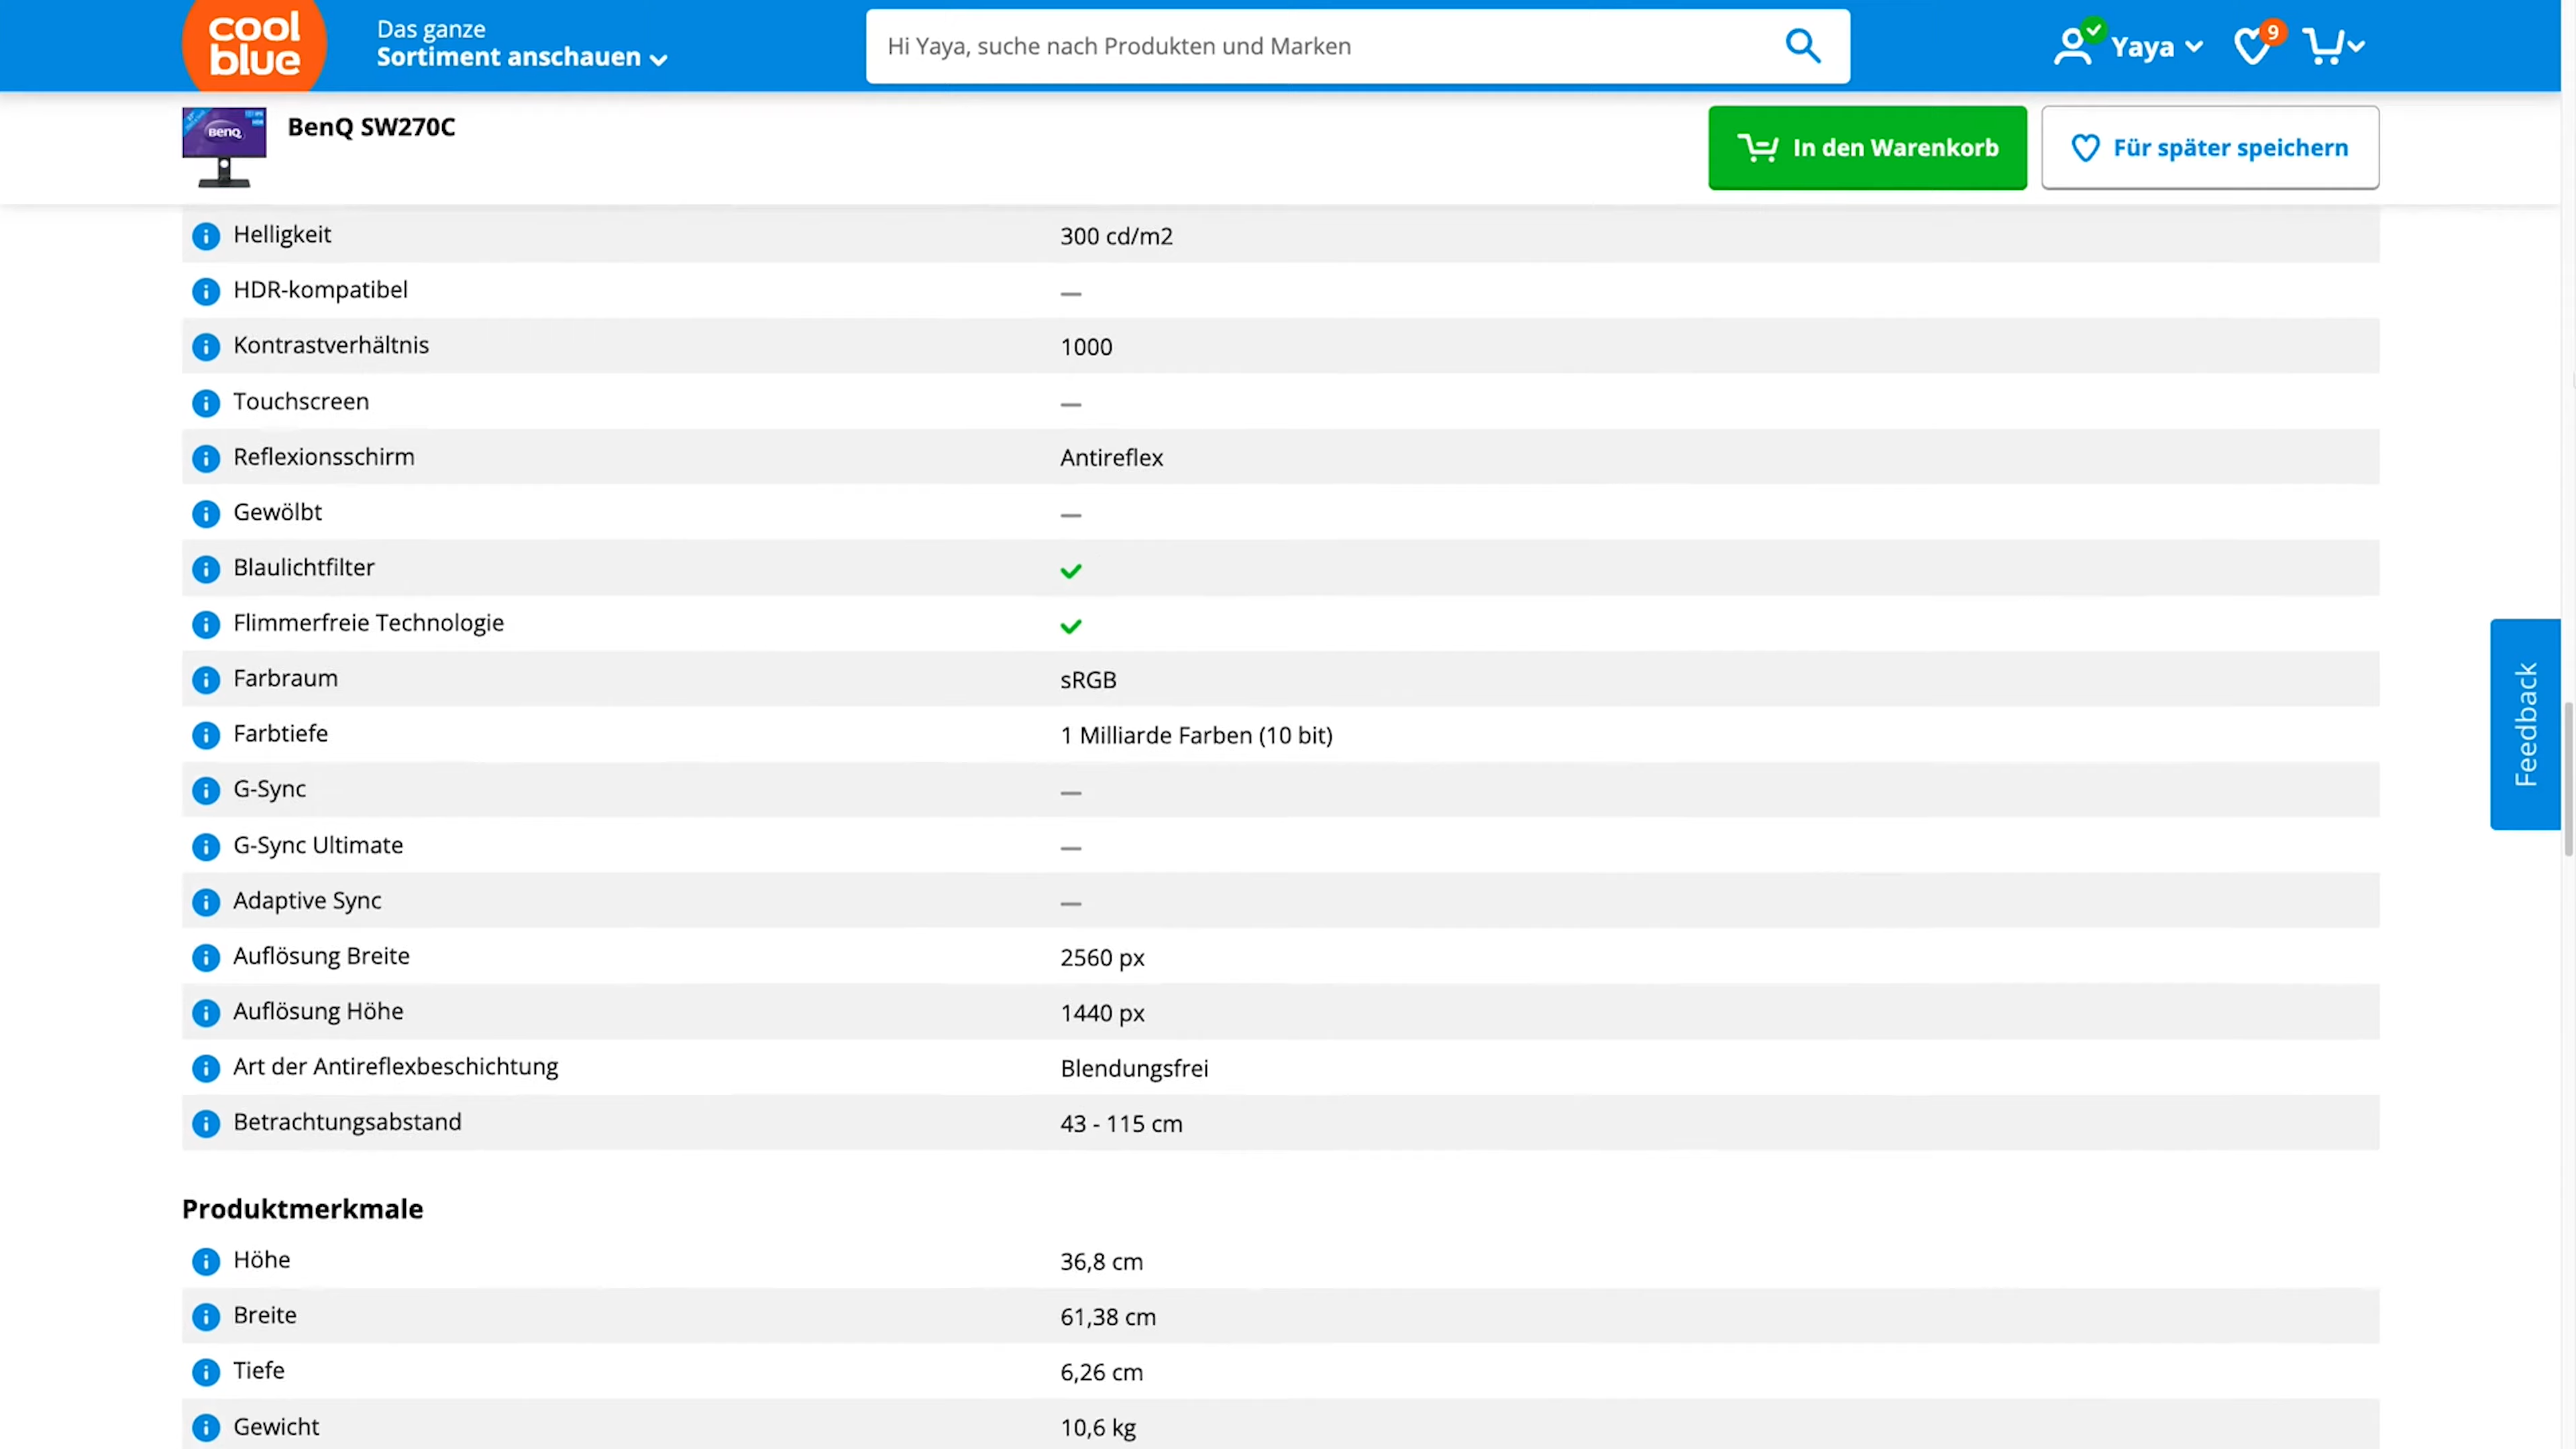 cool
blue
Das ganze
Sortiment anschauen
Hi Yaya, suche nach Produkten und Marken
Yaya
9
BenQ
BenQ SW270C
In den Warenkorb
Für später speichern
Helligkeit 300 cd/m2
HDR-kompatibel —
Kontrastverhältnis 1000
Touchscreen —
Reflexionsschirm Antireflex
Gewölbt —
Blaulichtfilter
Flimmerfreie Technologie
Farbraum sRGB
Farbtiefe 1 Milliarde Farben (10 bit)
G-Sync —
G-Sync Ultimate —
Adaptive Sync —
Auflösung Breite 2560 px
Auflösung Höhe 1440 px
Art der Antireflexbeschichtung Blendungsfrei
Betrachtungsabstand 43 - 115 cm
Feedback
Produktmerkmale
Höhe 36,8 cm
Breite 61,38 cm
Tiefe 6,26 cm
Gewicht 10,6 kg